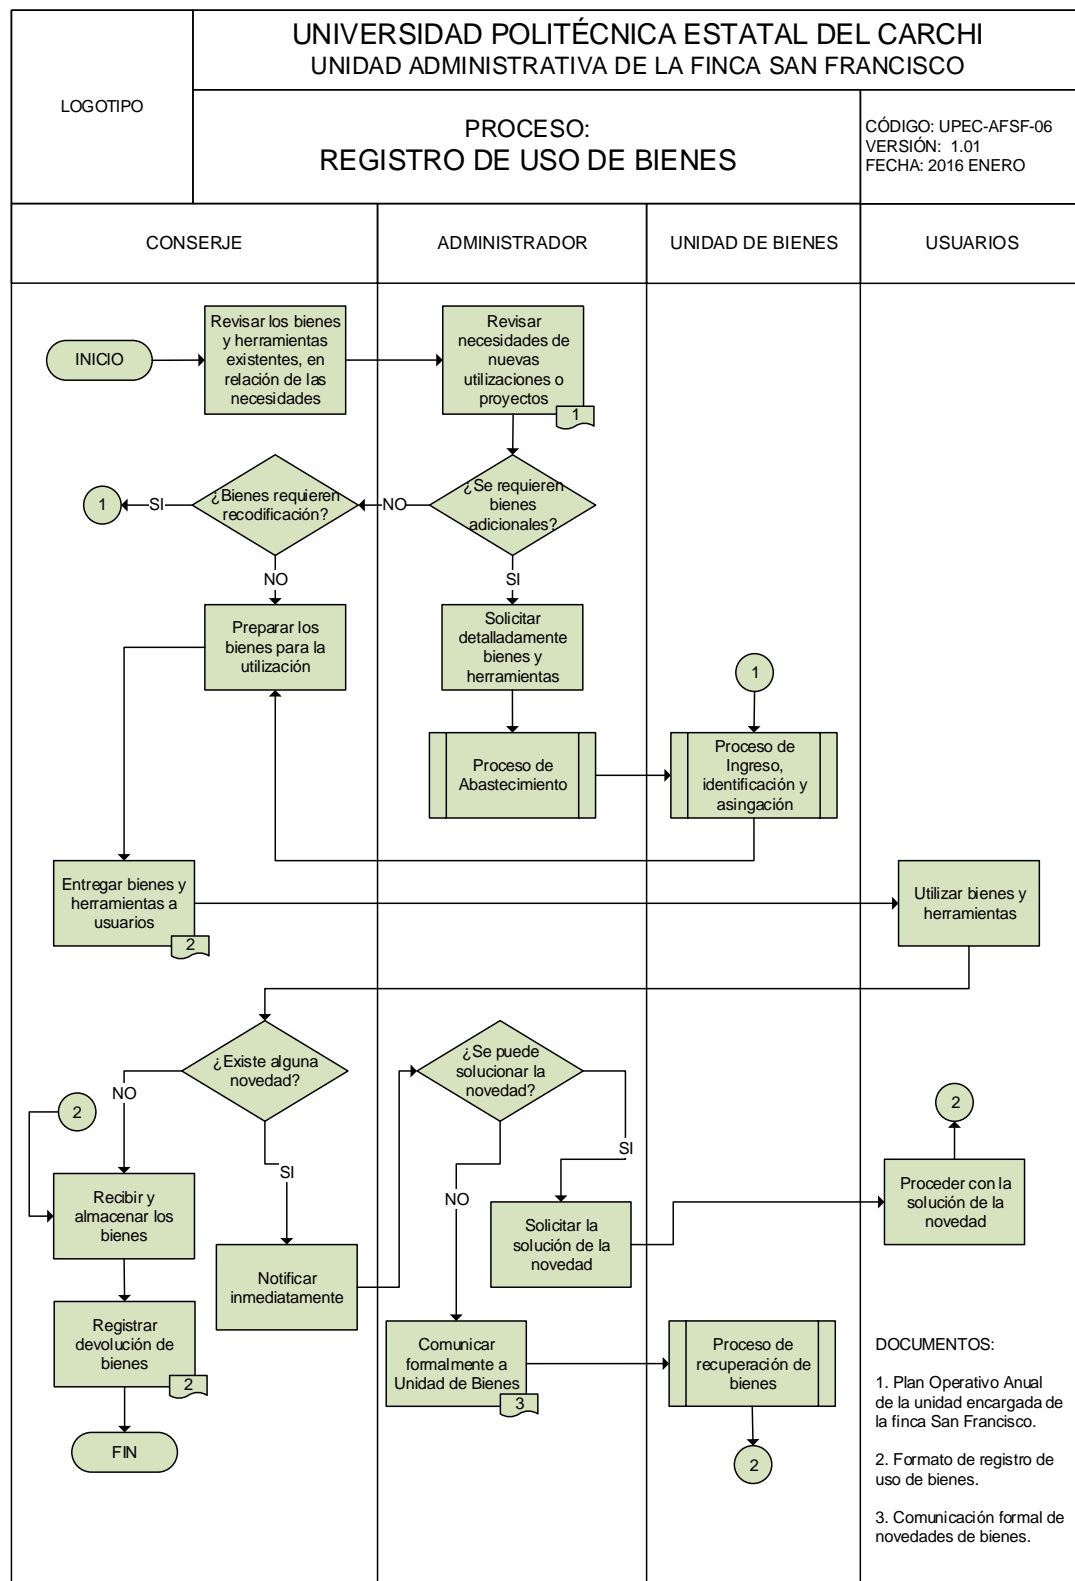 UNIVERSIDAD POLITÉCNICA ESTATAL DEL CARCHI
UNIDAD ADMINISTRATIVA DE LA FINCA SAN FRANCISCO
LOGOTIPO
PROCESO:
REGISTRO DE USO DE BIENES
CÓDIGO: UPEC-AFSF-06
VERSIÓN: 1.01
FECHA: 2016 ENERO
CONSERJE
ADMINISTRADOR
UNIDAD DE BIENES
USUARIOS
INICIO
Revisar los bienes
y herramientas
existentes, en
relación de las
necesidades
Revisar
necesidades de
nuevas
utilizaciones o
proyectos
1
¿Se requieren
bienes
adicionales?
NO
¿Bienes requieren
recodificación?
SI
1
NO
SI
Preparar los
bienes para la
utilización
Solicitar
detalladamente
bienes y
herramientas
1
Proceso de
Abastecimiento
Proceso de
Ingreso,
identificación y
asingación
Entregar bienes y
herramientas a
usuarios
2
Utilizar bienes y
herramientas
¿Existe alguna
novedad?
¿Se puede
solucionar la
novedad?
NO
2
SI
SI
NO
2
Recibir y
almacenar los
bienes
Notificar
inmediatamente
Solicitar la
solución de la
novedad
Proceder con la
solución de la
novedad
Registrar
devolución de
bienes
2
Comunicar
formalmente a
Unidad de Bienes
3
Proceso de
recuperación de
bienes
2
FIN
DOCUMENTOS:
1. Plan Operativo Anual
de la unidad encargada de
la finca San Francisco.
2. Formato de registro de
uso de bienes.
3. Comunicación formal de
novedades de bienes.